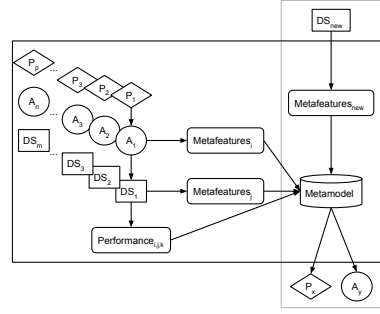 DS_new
P_p
...
P_3
P_2
P_1
Metafeatures_new
A_n
...
A_3
A_2
A_1
Metafeatures_i
DS_m
...
DS_3
DS_2
DS_1
Metafeatures_j
Metamodel
Performance_i,j,k
P_x
A_y